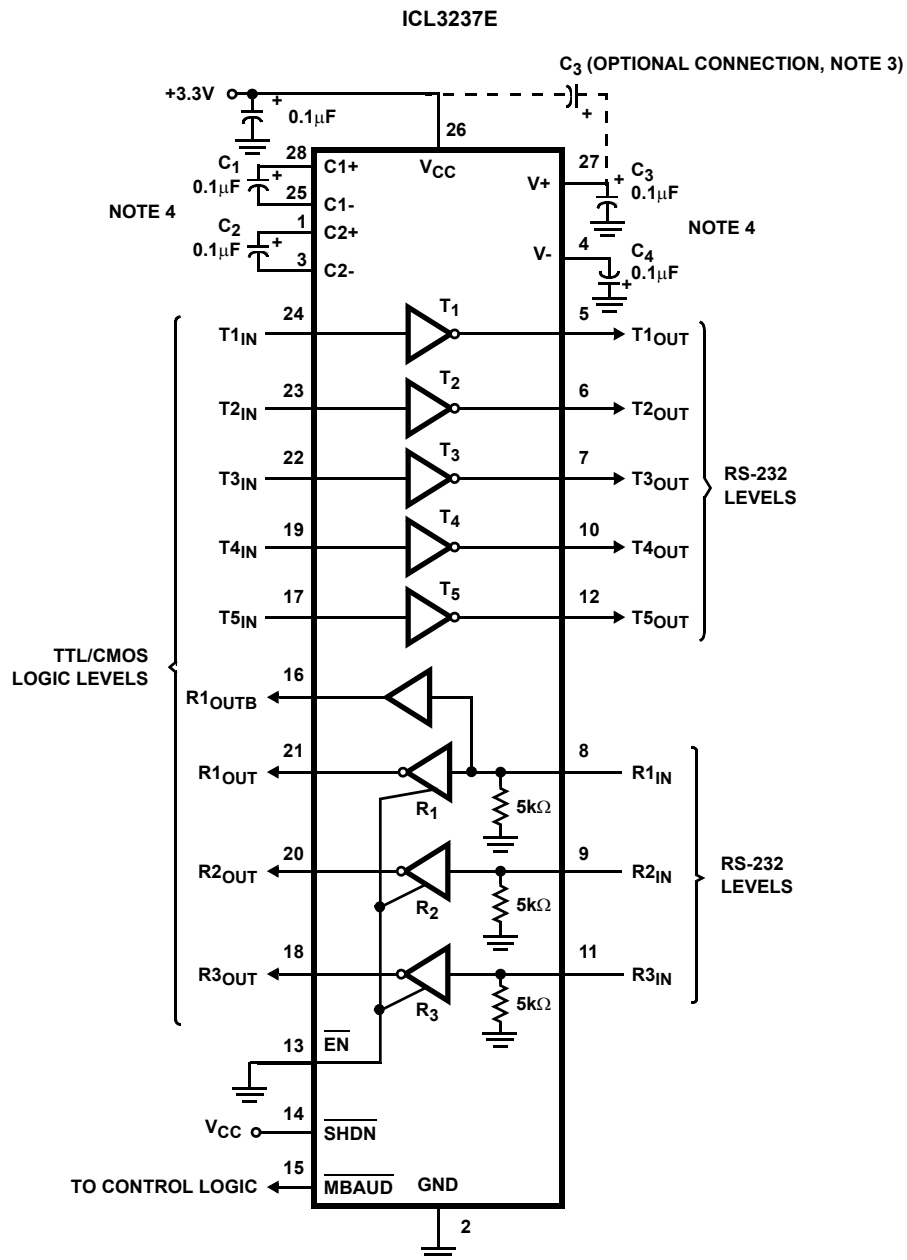 ICL3237E
C3 (OPTIONAL CONNECTION, NOTE 3)
+3.3V
+
0.1µF
+
26
VCC
28
C1+
C1
0.1µF
+
25
C1-
NOTE 4
1
C2+
C2
0.1µF
+
3
C2-
27
V+
+
C3
0.1µF
NOTE 4
4
V-
C4
0.1µF
+
T1IN
24
T1
5
T1OUT
T2IN
23
T2
6
T2OUT
T3IN
22
T3
7
T3OUT
RS-232
LEVELS
T4IN
19
T4
10
T4OUT
T5IN
17
T5
12
T5OUT
TTL/CMOS
LOGIC LEVELS
R1OUTB
16
R1OUT
21
R1
8
R1IN
5kΩ
R2OUT
20
R2
9
R2IN
5kΩ
RS-232
LEVELS
R3OUT
18
R3
11
R3IN
5kΩ
13
EN
VCC
14
SHDN
TO CONTROL LOGIC
15
MBAUD
GND
2